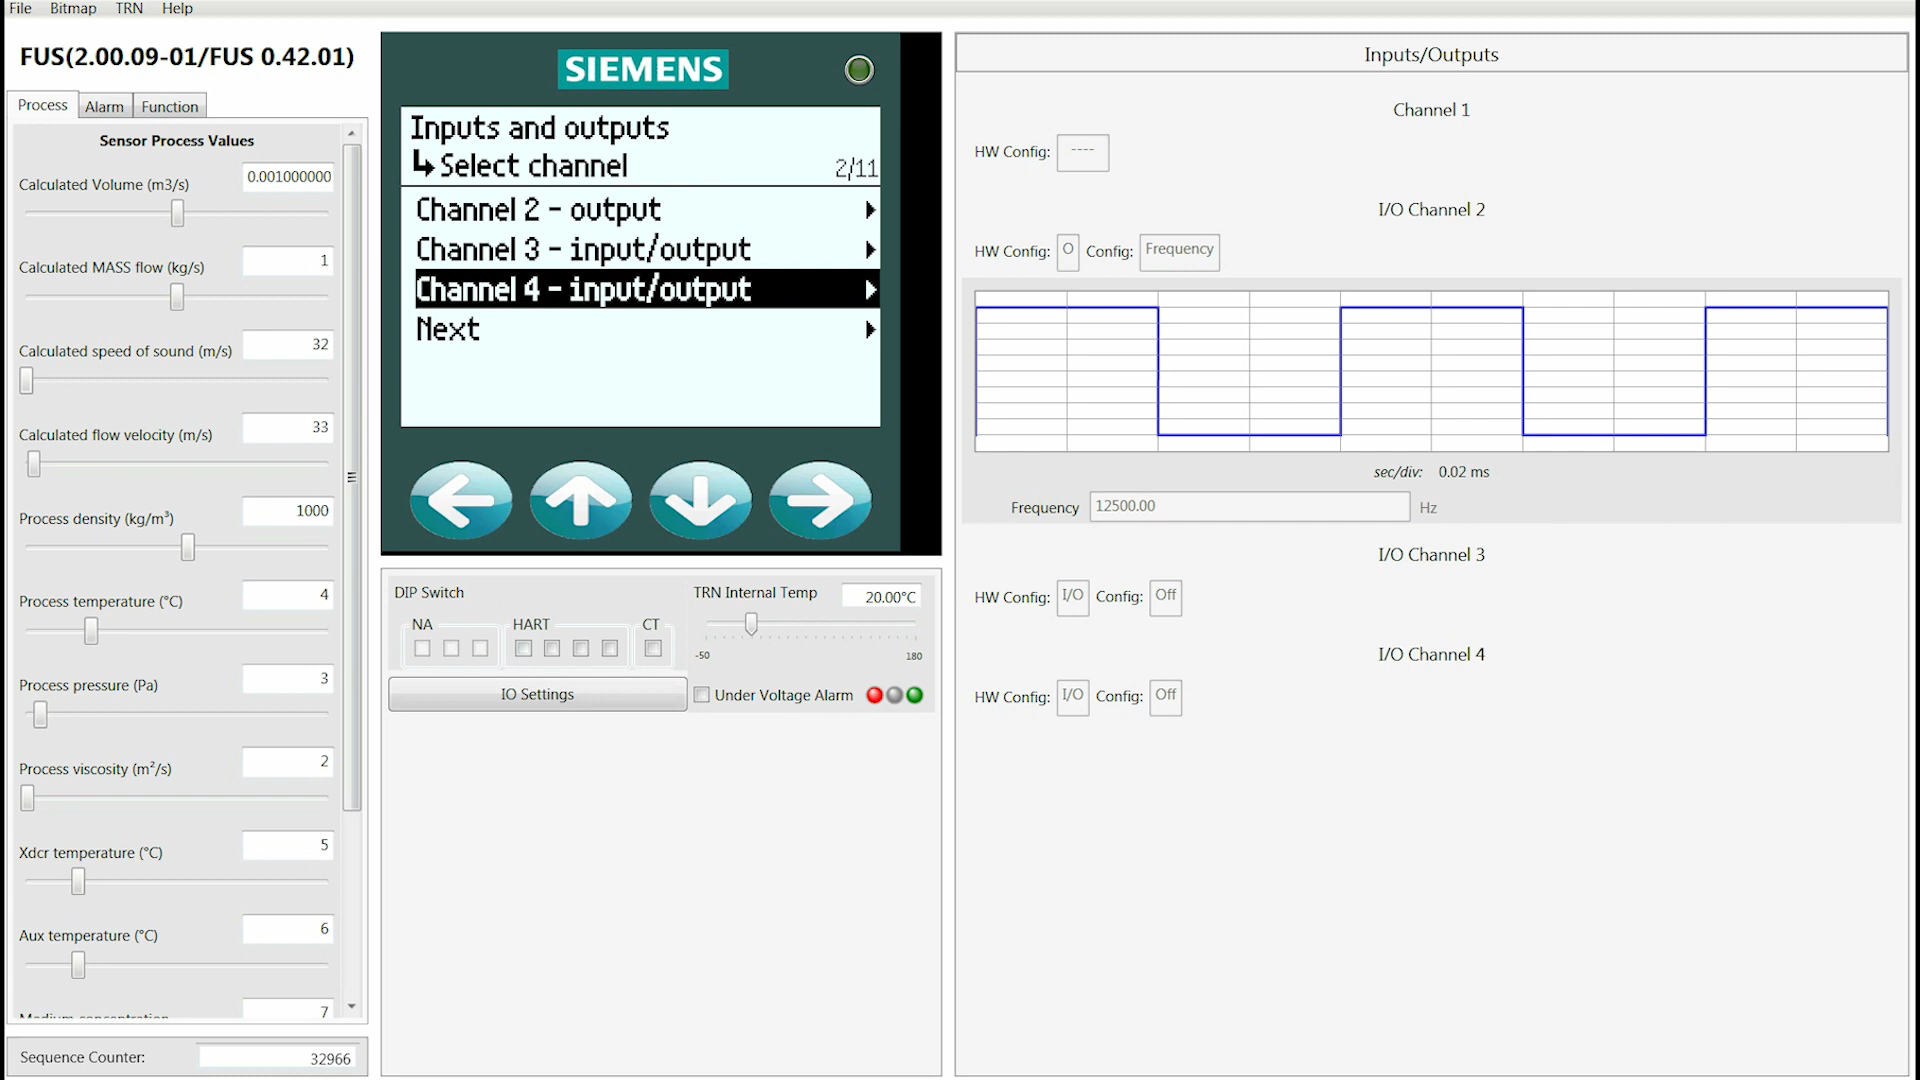 File Bitmap TRN Help
FUS(2.00.09-01/FUS 0.42.01)
Process Alarm Function
Sensor Process Values
Calculated Volume (m3/s) 0.001000000
Calculated MASS flow (kg/s) 1
Calculated speed of sound (m/s) 32
Calculated flow velocity (m/s) 33
Process density (kg/m³) 1000
Process temperature (°C) 4
Process pressure (Pa) 3
Process viscosity (m²/s) 2
Xdcr temperature (°C) 5
Aux temperature (°C) 6
Medium concentration 7
Sequence Counter: 32966
SIEMENS
Inputs and outputs
↳Select channel 2/11
Channel 2 - output
Channel 3 - input/output
Channel 4 - input/output
Next
DIP Switch
NA HART CT
IO Settings
TRN Internal Temp 20.00°C
-50 180
Under Voltage Alarm
Inputs/Outputs
Channel 1
HW Config: ----
I/O Channel 2
HW Config: O Config: Frequency
sec/div: 0.02 ms
Frequency 12500.00 Hz
I/O Channel 3
HW Config: I/O Config: Off
I/O Channel 4
HW Config: I/O Config: Off